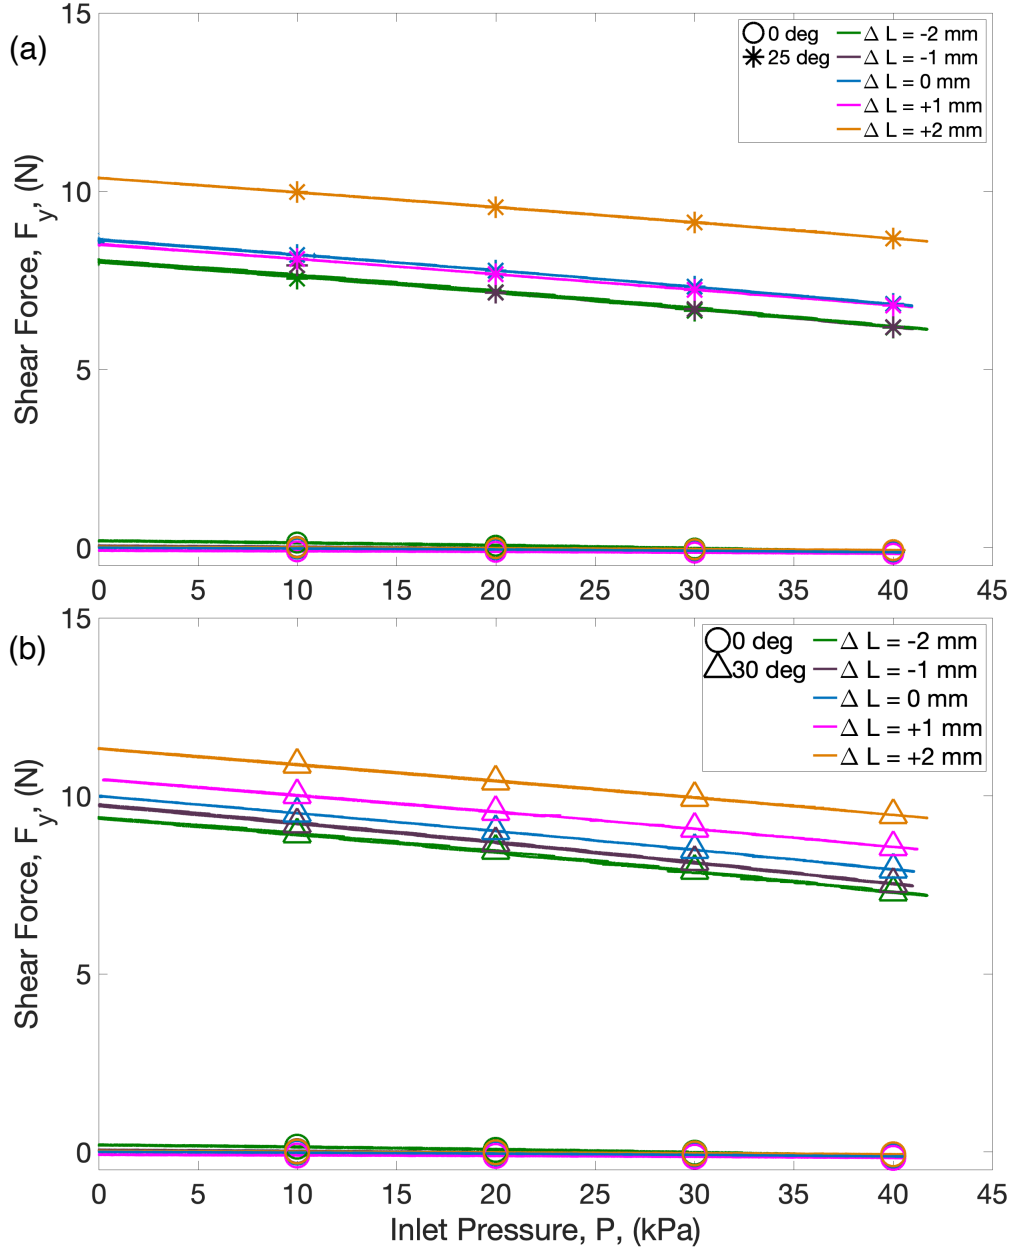 (a)
15
10
5
0
Shear Force, F_y, (N)
0 deg
25 deg
Δ L = -2 mm
Δ L = -1 mm
Δ L = 0 mm
Δ L = +1 mm
Δ L = +2 mm
0 5 10 15 20 25 30 35 40 45
(b)
15
10
5
0
Shear Force, F_y, (N)
0 deg
30 deg
Δ L = -2 mm
Δ L = -1 mm
Δ L = 0 mm
Δ L = +1 mm
Δ L = +2 mm
0 5 10 15 20 25 30 35 40 45
Inlet Pressure, P, (kPa)